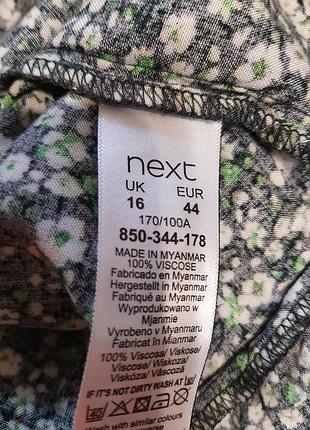 next
UK EUR
16 44
170/100A
850-344-178
MADE IN MYANMAR
100% VISCOSE
Fabricado en Myanmar
Hergestellt in Myanmar
Fabriqué au Myanmar
Wyprodukowano w
Mjanmie
Vyrobeno v Myanmaru
Fabricat în Mianmar
100% Viscosa/ Viskose/
Viscose/ Wiskoza/
Viskóza/ Vâscoză
IF IT'S NOT DIRTY WASH AT 30
40
Wash with similar colours